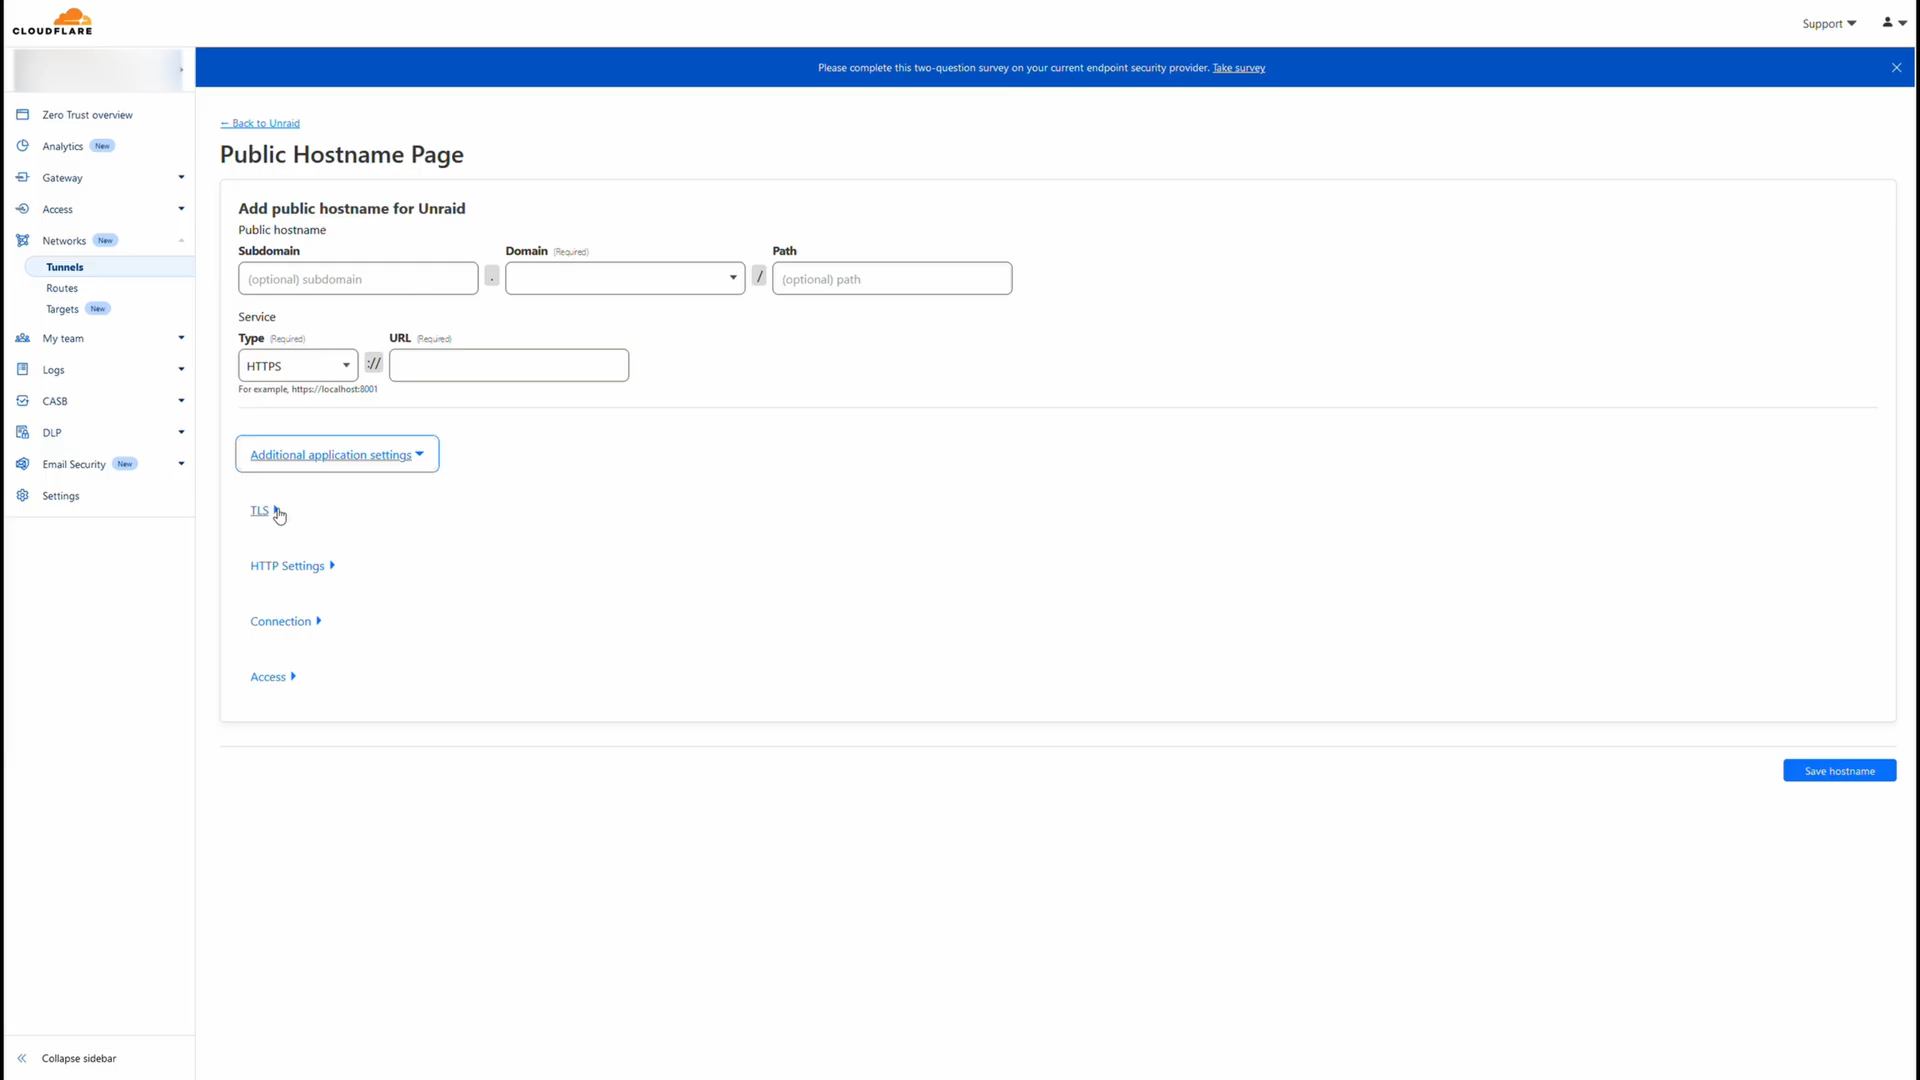 CLOUDFLARE
Support
Please complete this two-question survey on your current endpoint security provider. Take survey
Zero Trust overview
Analytics New
Gateway
Access
Networks New
Tunnels
Routes
Targets New
My team
Logs
CASB
DLP
Email Security New
Settings
Collapse sidebar
← Back to Unraid
Public Hostname Page
Add public hostname for Unraid
Public hostname
Subdomain Domain (Required) Path
(optional) subdomain . / (optional) path
Service
Type (Required) URL (Required)
HTTPS ://
For example, https://localhost:8001
Additional application settings
TLS
HTTP Settings
Connection
Access
Save hostname